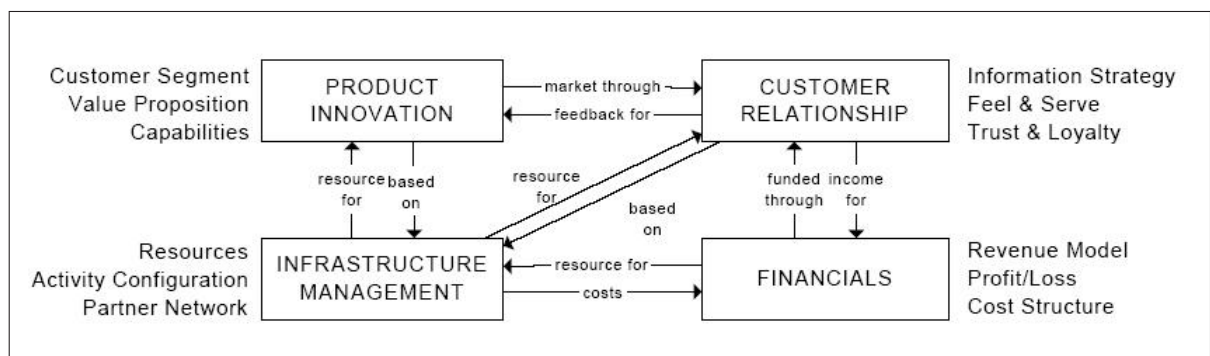 Customer Segment
Value Proposition
Capabilities
PRODUCT
INNOVATION
market through
feedback for
CUSTOMER
RELATIONSHIP
Information Strategy
Feel & Serve
Trust & Loyalty
resource
for
based
on
resource
for
based
on
funded
through
income
for
Resources
Activity Configuration
Partner Network
INFRASTRUCTURE
MANAGEMENT
resource for
costs
FINANCIALS
Revenue Model
Profit/Loss
Cost Structure